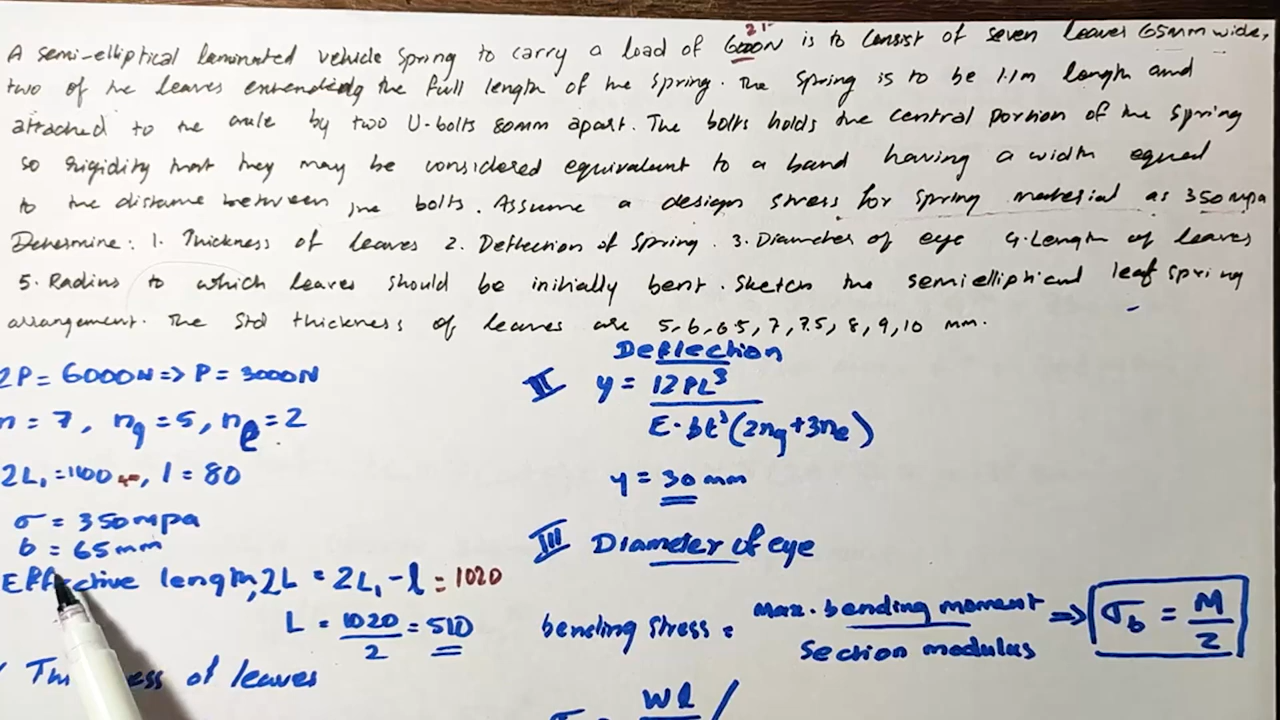 A semi-elliptical laminated vehicle spring to carry a load of 6000N is to consist of seven leaves 65mm wide,
two of the leaves extending the full length of the spring. The spring is to be 1.1m length and
attached to the axle by two U-bolts 80mm apart. The bolts holds the central portion of the spring
so rigidity that they may be considered equivalent to a band having a width equal
to the distance between the bolts. Assume a design stress for spring material as 350mpa
Determine: 1. Thickness of leaves 2. Deflection of spring. 3. Diameter of eye 4. Length of leaves
5. Radius to which leaves should be initially bent. Sketch the semielliptical leaf spring
arrangement. The Std thickness of leaves are 5, 6, 6.5, 7, 7.5, 8, 9, 10 mm.
2P = 6000N => P = 3000N
n = 7, ng = 5, ne = 2
2L1 = 1100, l = 80
σ = 350mpa
b = 65mm
Effective length, 2L = 2L1 - l = 1020
L = 1020/2 = 510
of leaves
Deflection
II y = 12PL³ / E·bt³(2ng+3ne)
y = 30mm
III Diameter of eye
bending stress = Max. bending moment / Section modulus => σb = M/Z
Wl